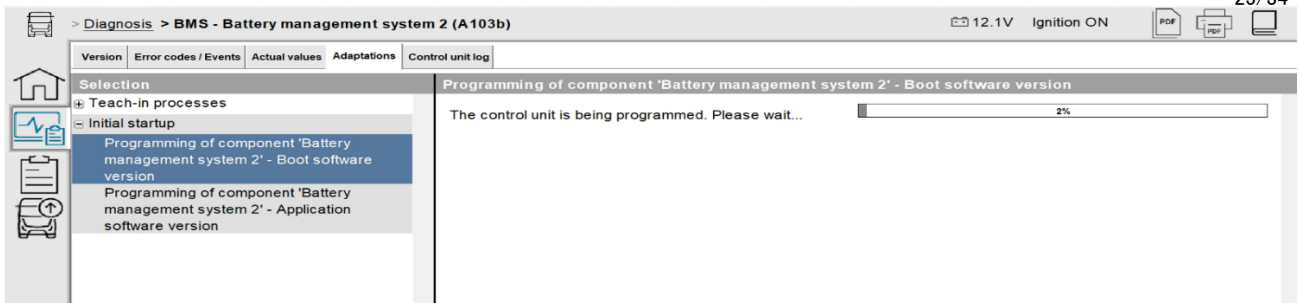 > Diagnosis > BMS - Battery management system 2 (A103b)
12.1V Ignition ON
PDF
PDF
Version Error codes / Events Actual values Adaptations Control unit log
Selection
Teach-in processes
Initial startup
Programming of component 'Battery
management system 2' - Boot software
version
Programming of component 'Battery
management system 2' - Application
software version
Programming of component 'Battery management system 2' - Boot software version
The control unit is being programmed. Please wait...
2%